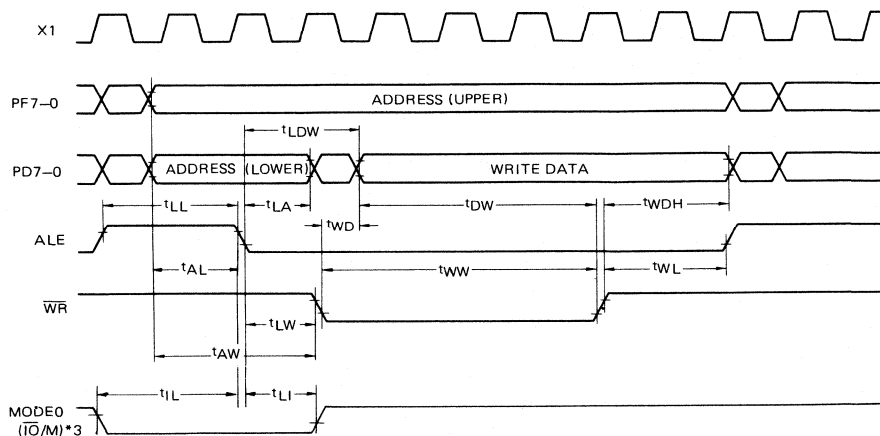 X1
PF7–0
ADDRESS (UPPER)
tLDW
PD7–0
ADDRESS (LOWER)
WRITE DATA
tLL
tLA
tWD
tDW
tWDH
ALE
tAL
tWW
tWL
WR
tLW
tAW
tIL
tLI
MODE0
(IO/M)*3